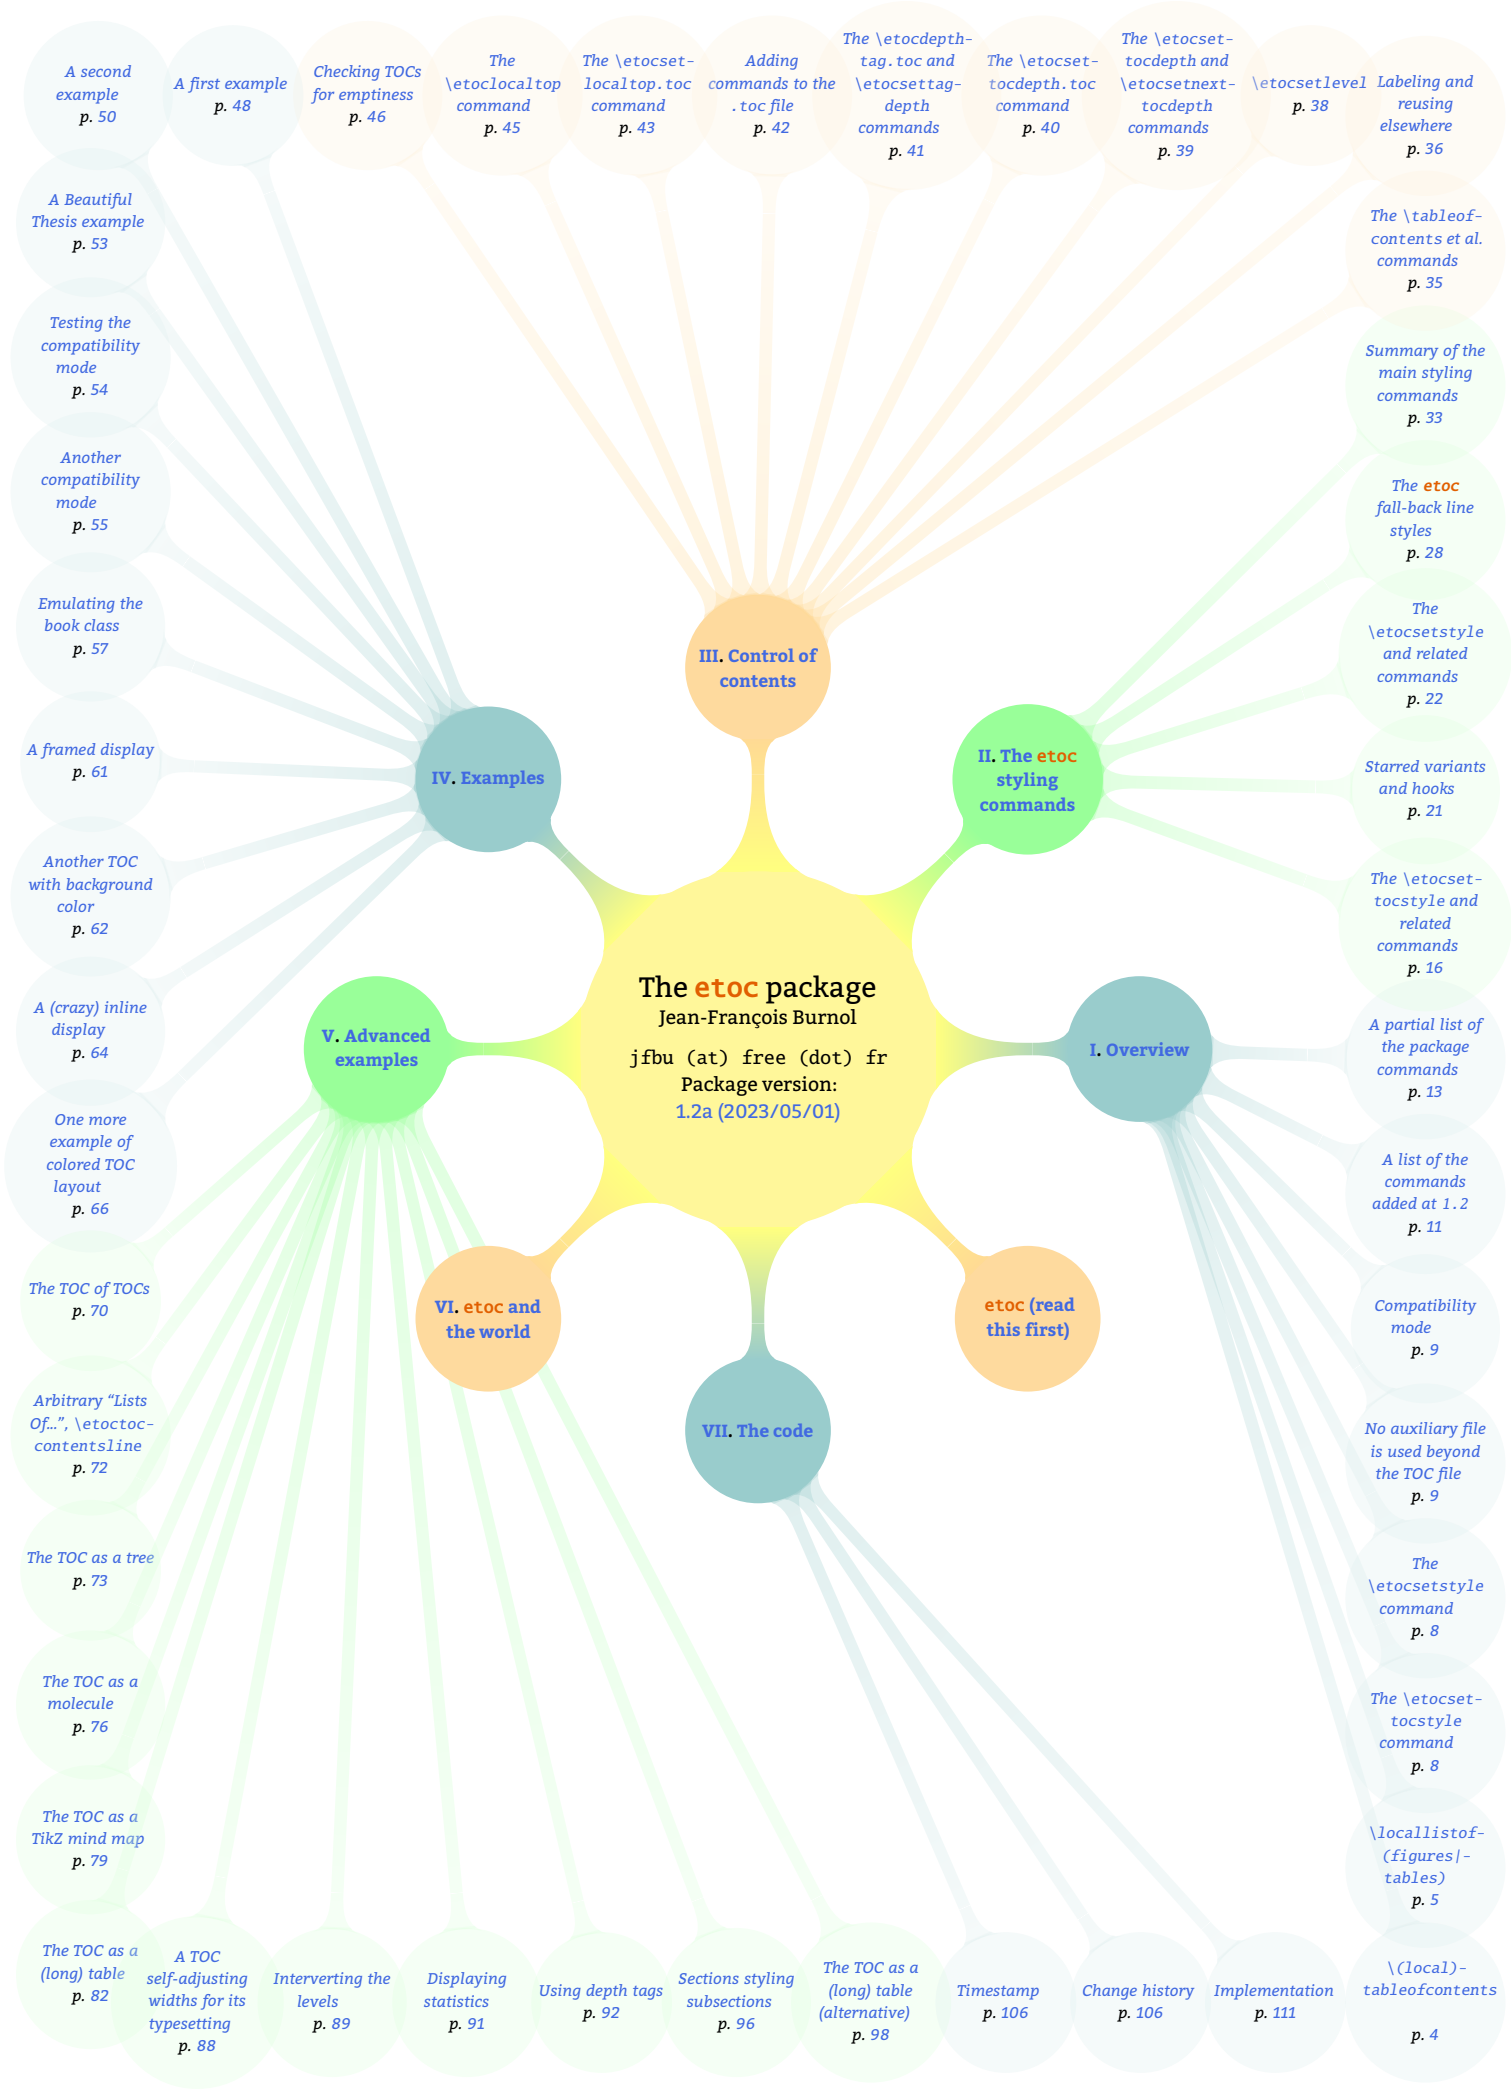 The etoc package
Jean-François Burnol
jfbu (at) free (dot) fr
Package version:
1.2a (2023/05/01)
etoc (read
this first)
I. Overview
\(local)-
tableofcontents
p. 4
\locallistof-
(figures|-
tables)
p. 5
The \etocset-
tocstyle
command
p. 8
The
\etocsetstyle
command
p. 8
No auxiliary file
is used beyond
the TOC file
p. 9
Compatibility
mode
p. 9
A list of the
commands
added at 1.2
p. 11
A partial list of
the package
commands
p. 13
II. The etoc
styling
commands
The \etocset-
tocstyle and
related
commands
p. 16
Starred variants
and hooks
p. 21
The
\etocsetstyle
and related
commands
p. 22
The etoc
fall-back line
styles
p. 28
Summary of the
main styling
commands
p. 33
III. Control of
contents
The \tableof-
contents et al.
commands
p. 35
Labeling and
reusing
elsewhere
p. 36
\etocsetlevel
p. 38
The \etocset-
tocdepth and
\etocsetnext-
tocdepth
commands
p. 39
The \etocset-
tocdepth.toc
command
p. 40
The \etocdepth-
tag.toc and
\etocsettag-
depth
commands
p. 41
Adding
commands to the
.toc file
p. 42
The \etocset-
localtop.toc
command
p. 43
The
\etoclocaltop
command
p. 45
Checking TOCs
for emptiness
p. 46
IV. Examples
A first example
p. 48
A second
example
p. 50
A Beautiful
Thesis example
p. 53
Testing the
compatibility
mode
p. 54
Another
compatibility
mode
p. 55
Emulating the
book class
p. 57
A framed display
p. 61
Another TOC
with background
color
p. 62
A (crazy) inline
display
p. 64
One more
example of
colored TOC
layout
p. 66
V. Advanced
examples
The TOC of TOCs
p. 70
Arbitrary “Lists
Of…”, \etoctoc-
contentsline
p. 72
The TOC as a tree
p. 73
The TOC as a
molecule
p. 76
The TOC as a
TikZ mind map
p. 79
The TOC as a
(long) table
p. 82
A TOC
self-adjusting
widths for its
typesetting
p. 88
Interverting the
levels
p. 89
Displaying
statistics
p. 91
Using depth tags
p. 92
Sections styling
subsections
p. 96
The TOC as a
(long) table
(alternative)
p. 98
VI. etoc and
the world
VII. The code
Timestamp
p. 106
Change history
p. 106
Implementation
p. 111